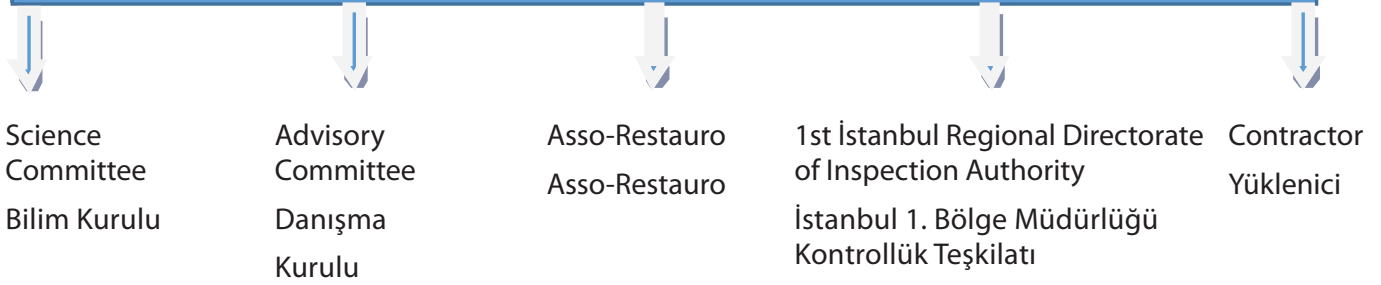 Science
Committee
Bilim Kurulu
Advisory
Committee
Danışma
Kurulu
Asso-Restauro
Asso-Restauro
1st İstanbul Regional Directorate
of Inspection Authority
İstanbul 1. Bölge Müdürlüğü
Kontrollük Teşkilatı
Contractor
Yüklenici